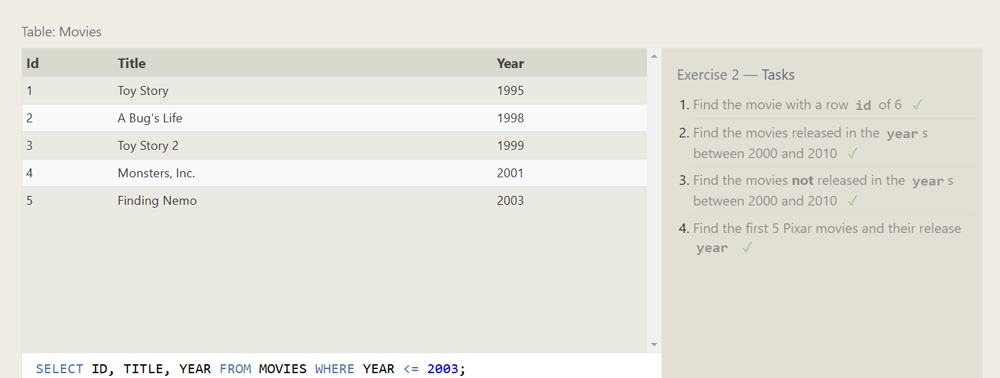 Table: Movies
Id Title Year
1 Toy Story 1995
2 A Bug's Life 1998
3 Toy Story 2 1999
4 Monsters, Inc. 2001
5 Finding Nemo 2003
SELECT ID, TITLE, YEAR FROM MOVIES WHERE YEAR <= 2003;
Exercise 2 — Tasks
1. Find the movie with a row id of 6 ✓
2. Find the movies released in the year s
between 2000 and 2010 ✓
3. Find the movies not released in the year s
between 2000 and 2010 ✓
4. Find the first 5 Pixar movies and their release
year ✓